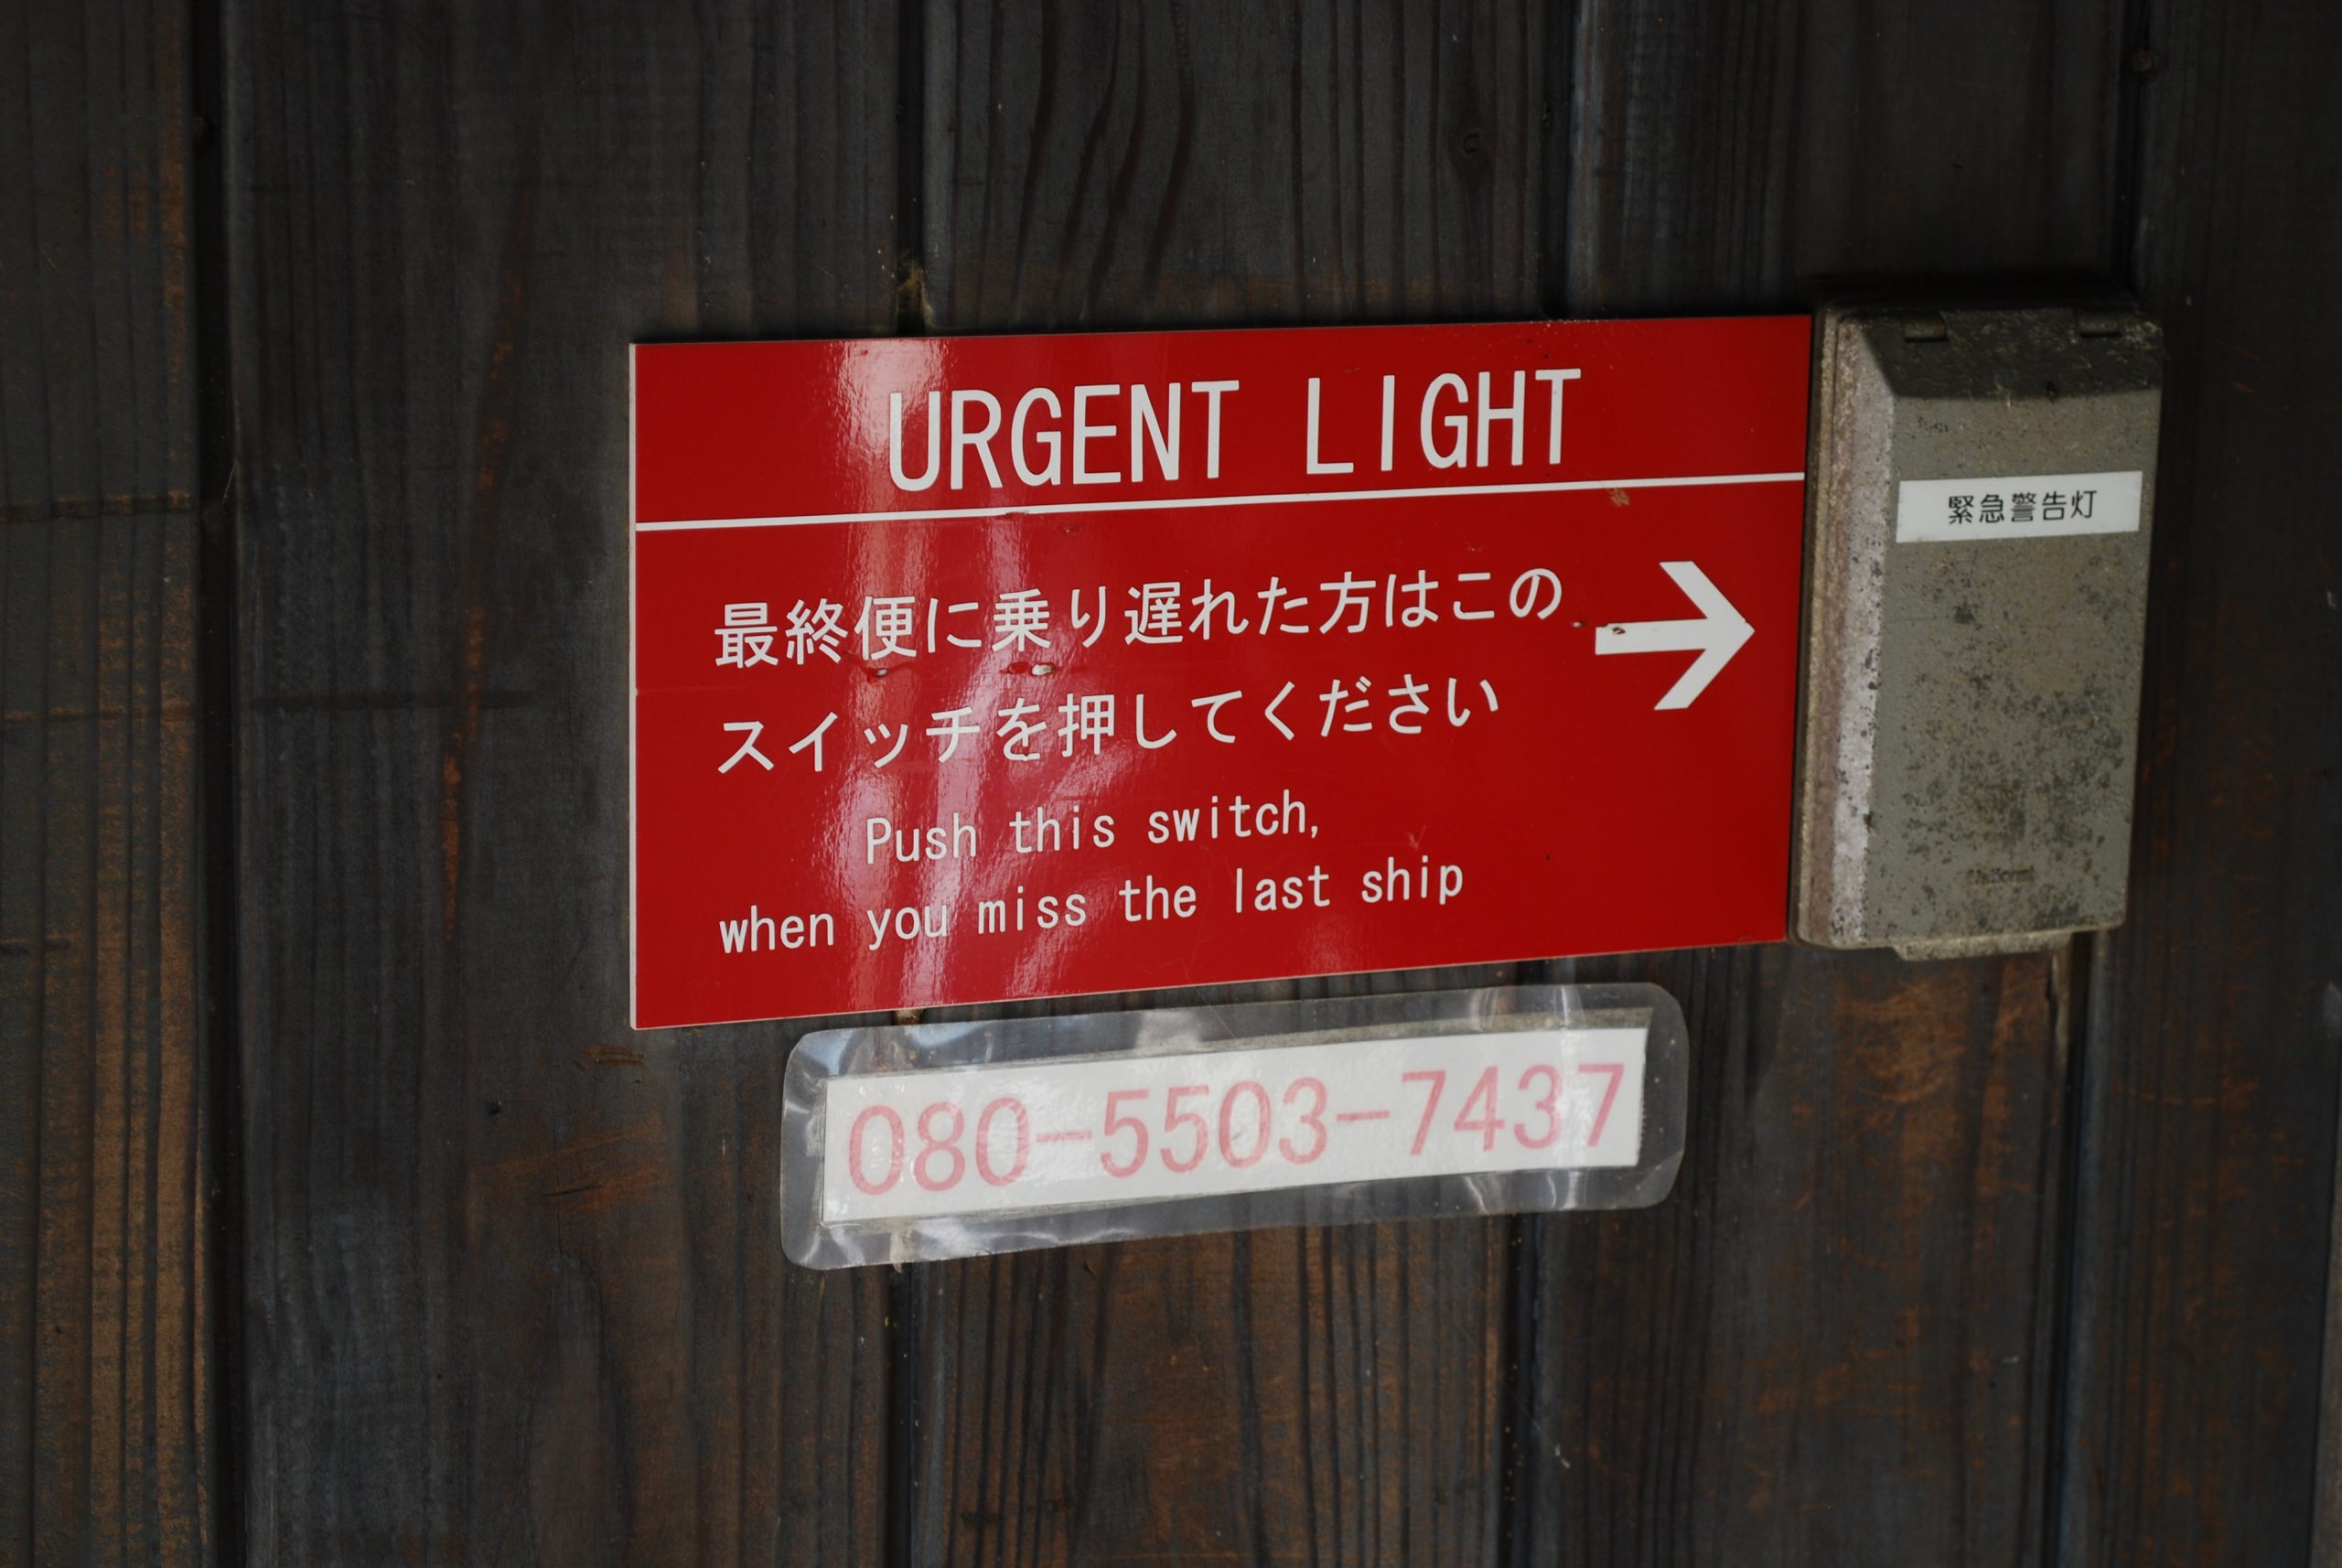 URGENT LIGHT
最終便に乗り遅れた方はこの
スイッチを押してください
Push this switch,
when you miss the last ship
緊急警告灯
National
080-5503-7437